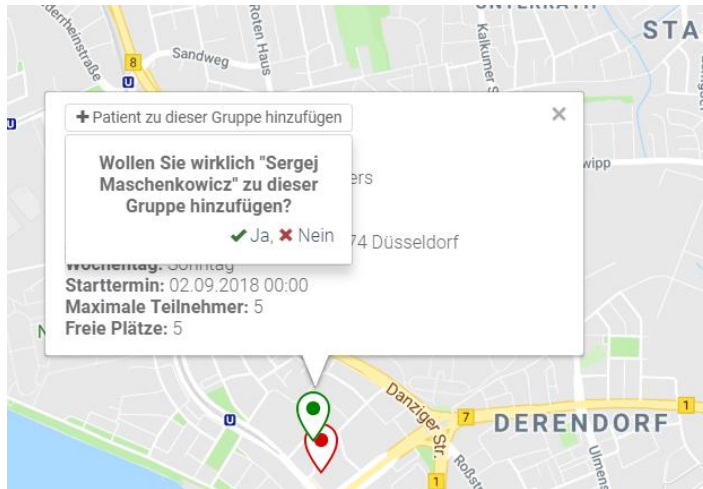 STA
8
Sandweg
Roten Haus
Kalkumer S
U
U
+ Patient zu dieser Gruppe hinzufügen
×
Wollen Sie wirklich "Sergej
Maschenkowicz" zu dieser
Gruppe hinzufügen?
✔ Ja, ✖ Nein
ers
74 Düsseldorf
wipp
Wochentag: Sonntag
Starttermin: 02.09.2018 00:00
Maximale Teilnehmer: 5
Freie Plätze: 5
N
U
Danziger Str.
7
1
DERENDORF
1
Roßstr
Ulmens